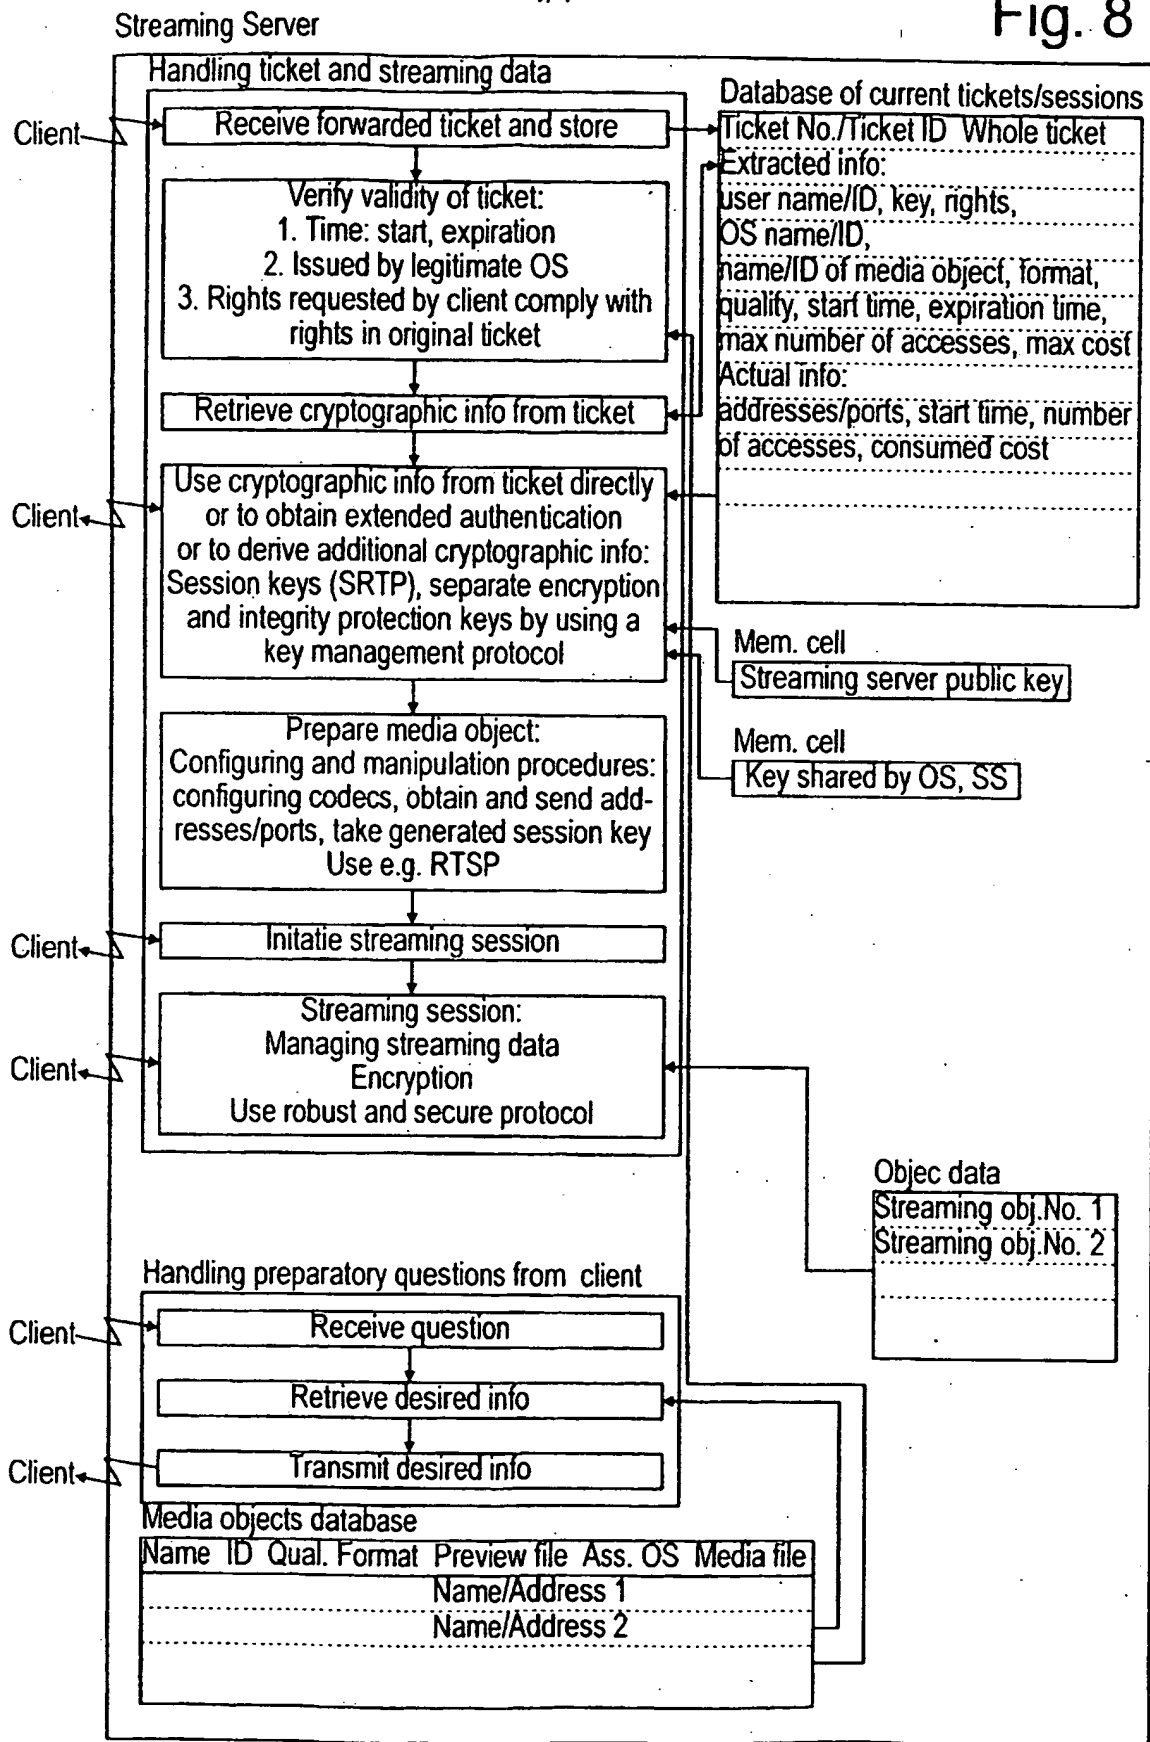 Fig. 8
Streaming Server
Handling ticket and streaming data
Client
Receive forwarded ticket and store
Verify validity of ticket:
1. Time: start, expiration
2. Issued by legitimate OS
3. Rights requested by client comply with
rights in original ticket
Retrieve cryptographic info from ticket
Client
Use cryptographic info from ticket directly
or to obtain extended authentication
or to derive additional cryptographic info:
Session keys (SRTP), separate encryption
and integrity protection keys by using a
key management protocol
Prepare media object:
Configuring and manipulation procedures:
configuring codecs, obtain and send add-
resses/ports, take generated session key
Use e.g. RTSP
Client
Initatie streaming session
Client
Streaming session:
Managing streaming data
Encryption
Use robust and secure protocol
Database of current tickets/sessions
Ticket No./Ticket ID Whole ticket
Extracted info:
user name/ID, key, rights,
OS name/ID,
name/ID of media object, format,
qualify, start time, expiration time,
max number of accesses, max cost
Actual info:
addresses/ports, start time, number
of accesses, consumed cost
Mem. cell
Streaming server public key
Mem. cell
Key shared by OS, SS
Objec data
Streaming obj.No. 1
Streaming obj.No. 2
Handling preparatory questions from client
Client
Receive question
Retrieve desired info
Client
Transmit desired info
Media objects database
Name ID Qual. Format Preview file Ass. OS Media file
Name/Address 1
Name/Address 2